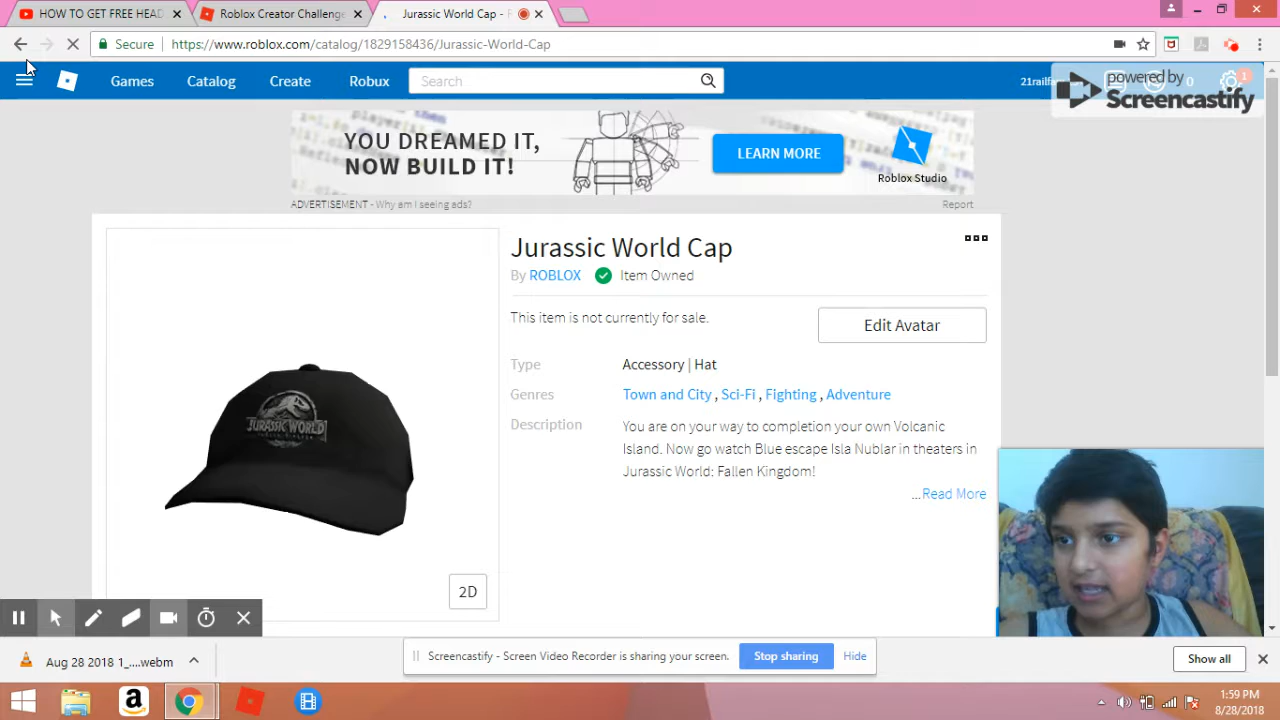 HOW TO GET FREE HEAD
Roblox Creator Challenge
Jurassic World Cap -
Secure
https://www.roblox.com/catalog/1829158436/Jurassic-World-Cap
Games
Catalog
Create
Robux
Search
0
1
powered by
Screencastify
YOU DREAMED IT,
NOW BUILD IT!
LEARN MORE
Roblox Studio
ADVERTISEMENT - Why am I seeing ads?
Report
Jurassic World Cap
By ROBLOX
Item Owned
This item is not currently for sale.
Edit Avatar
Type
Accessory | Hat
Genres
Town and City , Sci-Fi , Fighting , Adventure
Description
You are on your way to completion your own Volcanic
Island. Now go watch Blue escape Isla Nublar in theaters in
Jurassic World: Fallen Kingdom!
...Read More
JURASSIC WORLD
2D
Aug 28 2018 1_....webm
Screencastify - Screen Video Recorder is sharing your screen.
Stop sharing
Hide
Show all
1:59 PM
8/28/2018